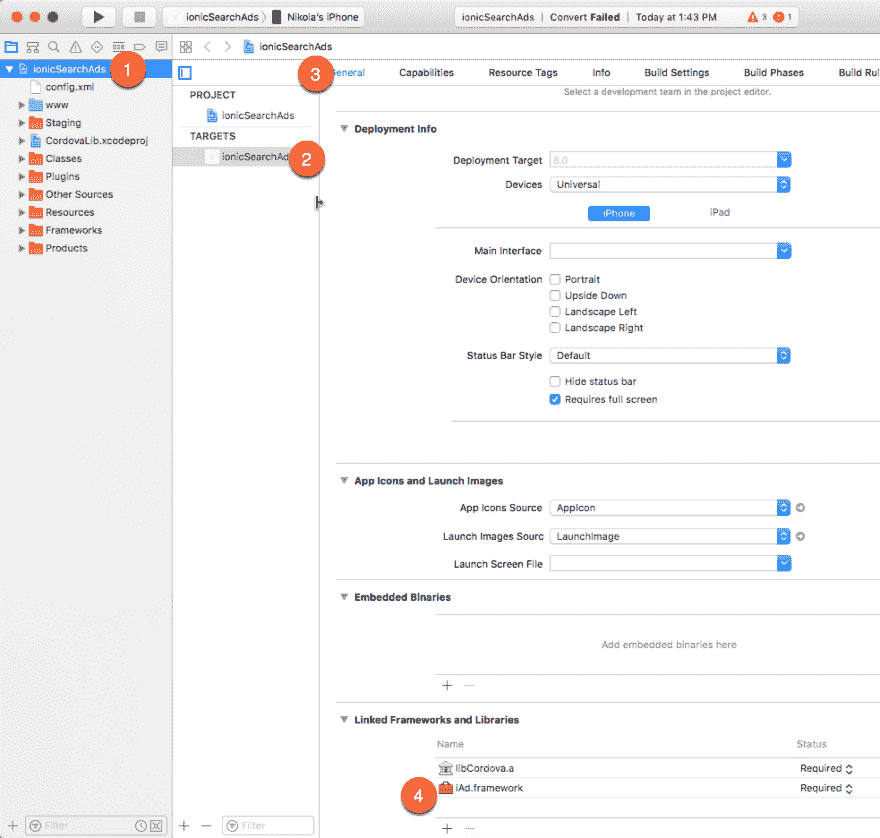 ionicSearchAds › Nikola's iPhone
ionicSearchAds | Convert Failed | Today at 1:43 PM 3 1
ionicSearchAds
ionicSearchAds 1
config.xml
www
Staging
CordovaLib.xcodeproj
Classes
Plugins
Other Sources
Resources
Frameworks
Products
Filter
PROJECT
ionicSearchAds
TARGETS
ionicSearchAd 2
Filter
3 General Capabilities Resource Tags Info Build Settings Build Phases Build Rul
Select a development team in the project editor.
Deployment Info
Deployment Target 8.0
Devices Universal
iPhone iPad
Main Interface
Device Orientation Portrait
Upside Down
Landscape Left
Landscape Right
Status Bar Style Default
Hide status bar
Requires full screen
App Icons and Launch Images
App Icons Source AppIcon
Launch Images Sourc LaunchImage
Launch Screen File
Embedded Binaries
Add embedded binaries here
Linked Frameworks and Libraries
Name Status
libCordova.a Required
4 iAd.framework Required